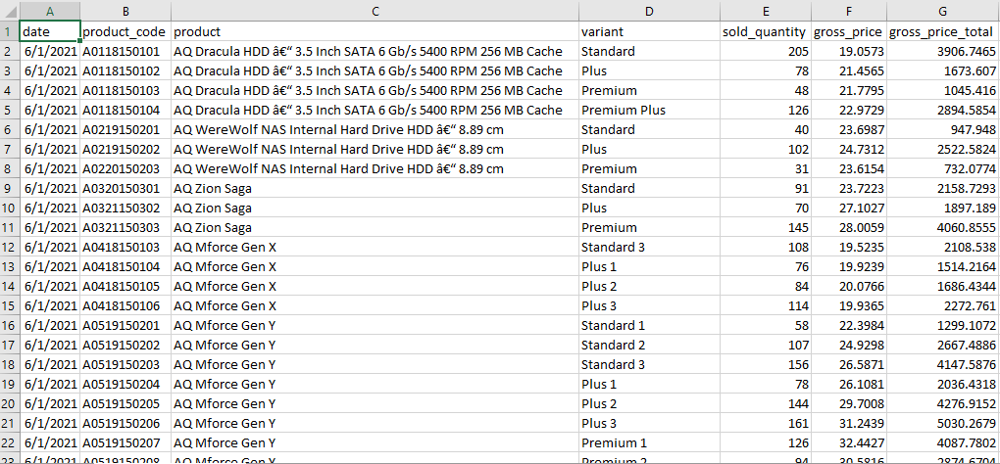 A B C D E F G
1 date product_code product variant sold_quantity gross_price gross_price_total
2 6/1/2021 A0118150101 AQ Dracula HDD â€“ 3.5 Inch SATA 6 Gb/s 5400 RPM 256 MB Cache Standard 205 19.0573 3906.7465
3 6/1/2021 A0118150102 AQ Dracula HDD â€“ 3.5 Inch SATA 6 Gb/s 5400 RPM 256 MB Cache Plus 78 21.4565 1673.607
4 6/1/2021 A0118150103 AQ Dracula HDD â€“ 3.5 Inch SATA 6 Gb/s 5400 RPM 256 MB Cache Premium 48 21.7795 1045.416
5 6/1/2021 A0118150104 AQ Dracula HDD â€“ 3.5 Inch SATA 6 Gb/s 5400 RPM 256 MB Cache Premium Plus 126 22.9729 2894.5854
6 6/1/2021 A0219150201 AQ WereWolf NAS Internal Hard Drive HDD â€“ 8.89 cm Standard 40 23.6987 947.948
7 6/1/2021 A0219150202 AQ WereWolf NAS Internal Hard Drive HDD â€“ 8.89 cm Plus 102 24.7312 2522.5824
8 6/1/2021 A0220150203 AQ WereWolf NAS Internal Hard Drive HDD â€“ 8.89 cm Premium 31 23.6154 732.0774
9 6/1/2021 A0320150301 AQ Zion Saga Standard 91 23.7223 2158.7293
10 6/1/2021 A0321150302 AQ Zion Saga Plus 70 27.1027 1897.189
11 6/1/2021 A0321150303 AQ Zion Saga Premium 145 28.0059 4060.8555
12 6/1/2021 A0418150103 AQ Mforce Gen X Standard 3 108 19.5235 2108.538
13 6/1/2021 A0418150104 AQ Mforce Gen X Plus 1 76 19.9239 1514.2164
14 6/1/2021 A0418150105 AQ Mforce Gen X Plus 2 84 20.0766 1686.4344
15 6/1/2021 A0418150106 AQ Mforce Gen X Plus 3 114 19.9365 2272.761
16 6/1/2021 A0519150201 AQ Mforce Gen Y Standard 1 58 22.3984 1299.1072
17 6/1/2021 A0519150202 AQ Mforce Gen Y Standard 2 107 24.9298 2667.4886
18 6/1/2021 A0519150203 AQ Mforce Gen Y Standard 3 156 26.5871 4147.5876
19 6/1/2021 A0519150204 AQ Mforce Gen Y Plus 1 78 26.1081 2036.4318
20 6/1/2021 A0519150205 AQ Mforce Gen Y Plus 2 144 29.7008 4276.9152
21 6/1/2021 A0519150206 AQ Mforce Gen Y Plus 3 161 31.2439 5030.2679
22 6/1/2021 A0519150207 AQ Mforce Gen Y Premium 1 126 32.4427 4087.7802
23 6/1/2021 A0519150208 AQ Mforce Gen Y Premium 2 94 30.5816 2874.6704